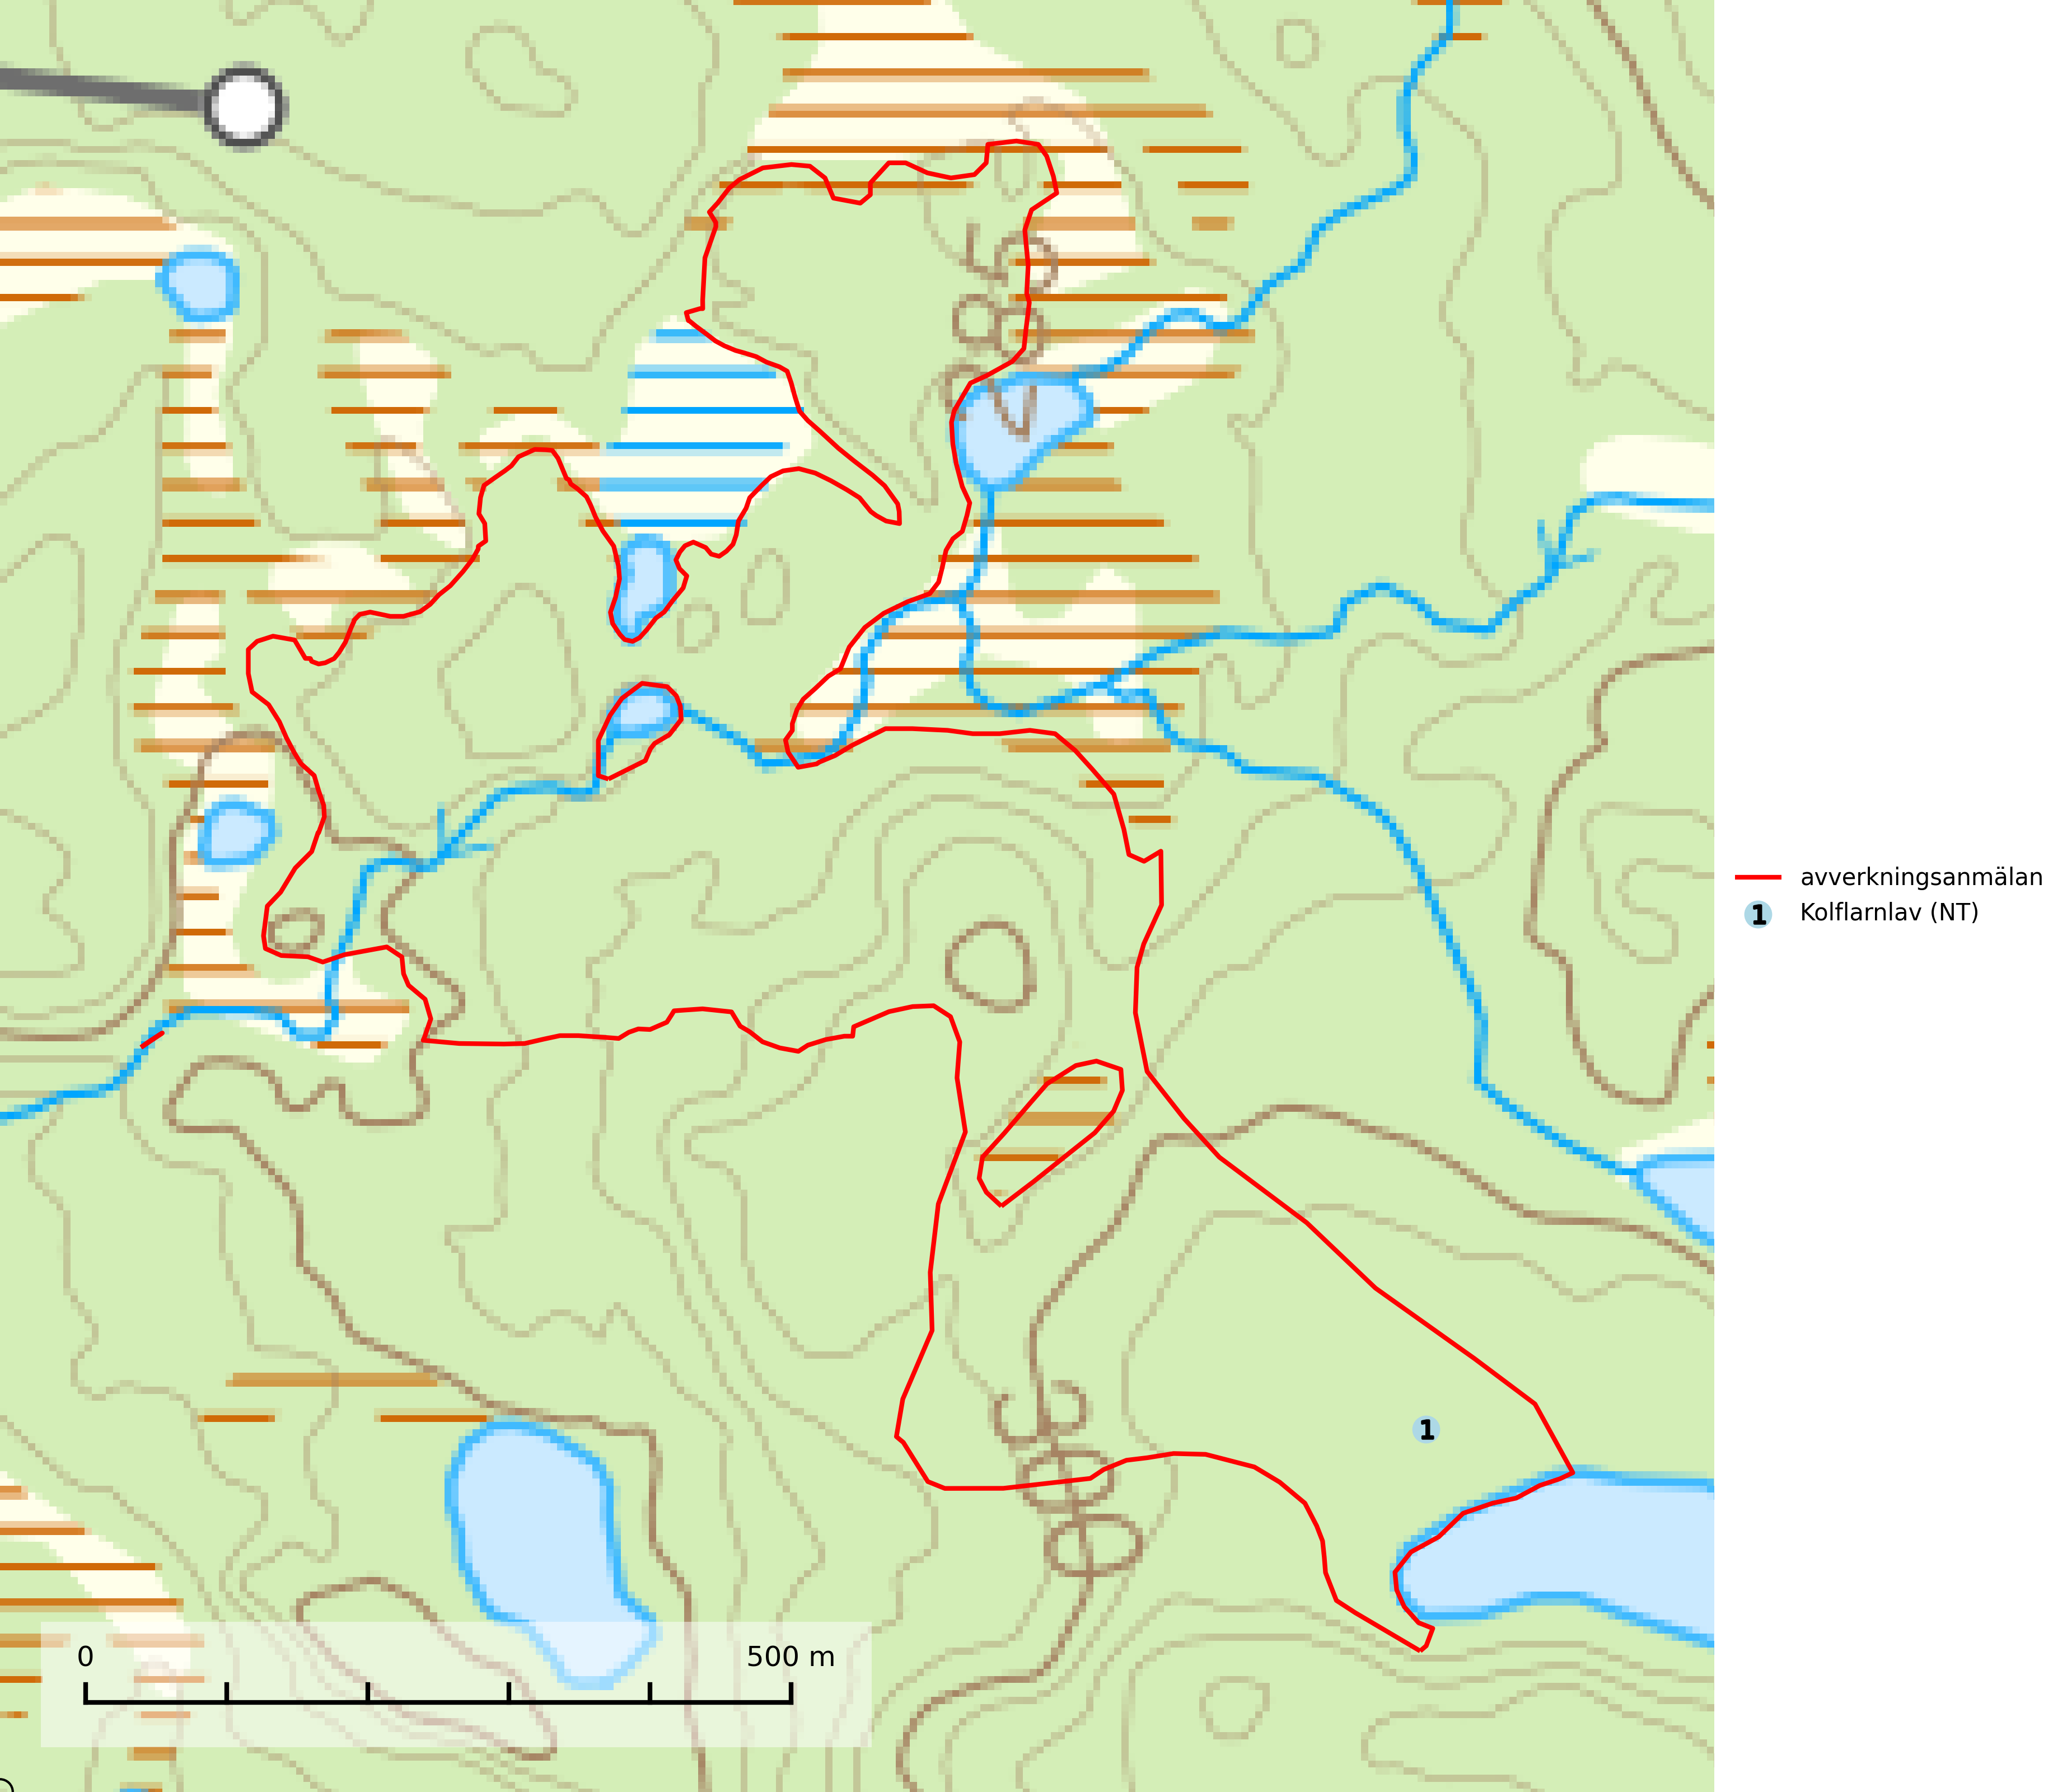 avverkningsanmälan
1 Kolflarnlav (NT)
1
0 500 m